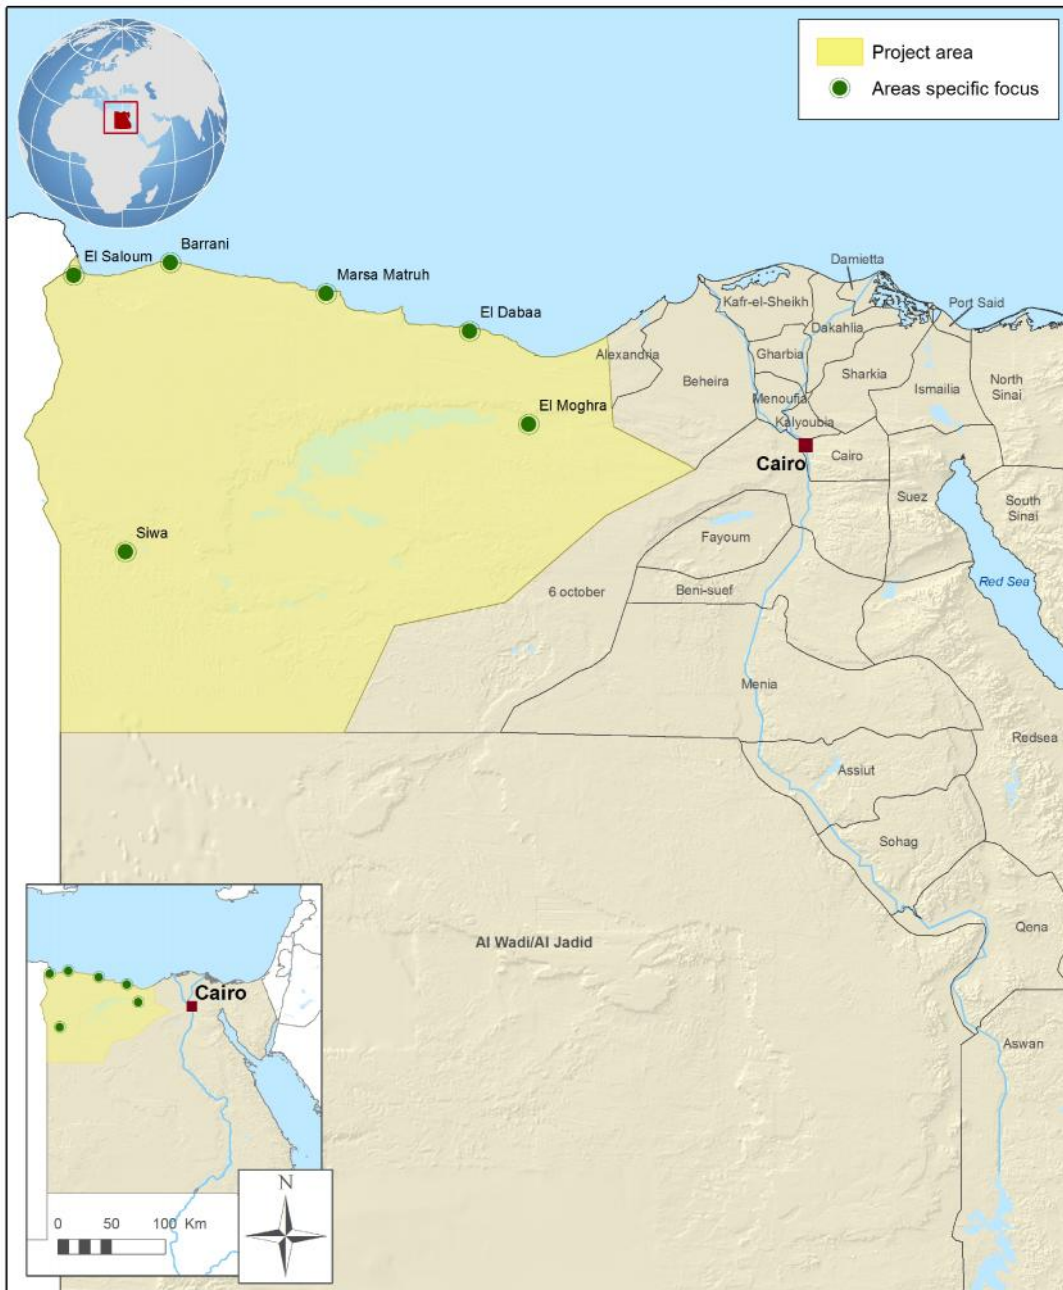 Project area
Areas specific focus
El Saloum
Barrani
Marsa Matruh
El Dabaa
El Moghra
Siwa
Damietta
Kafr-el-Sheikh
Port Said
Dakahlia
Alexandria
Gharbia
Beheira
Sharkia
Ismailia
North
Sinai
Menoufia
Kalyoubia
Cairo
Cairo
Suez
South
Sinai
Fayoum
Red Sea
6 october
Beni-suef
Menia
Redsea
Assiut
Sohag
Al Wadi/Al Jadid
Qena
Aswan
Cairo
N
0 50 100 Km